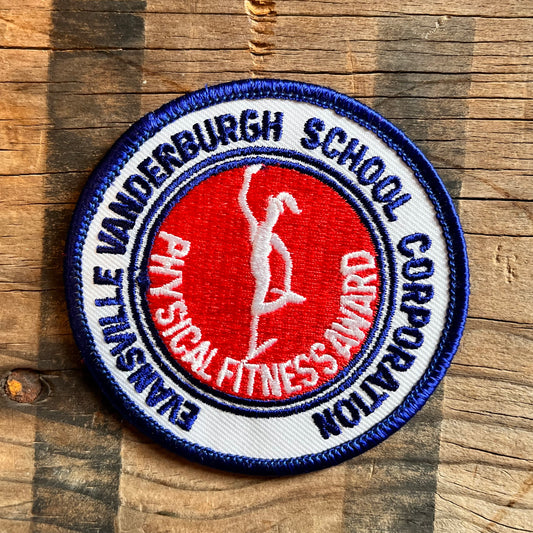 EVANSVILLE VANDERBURGH SCHOOL CORPORATION
PHYSICAL FITNESS AWARD